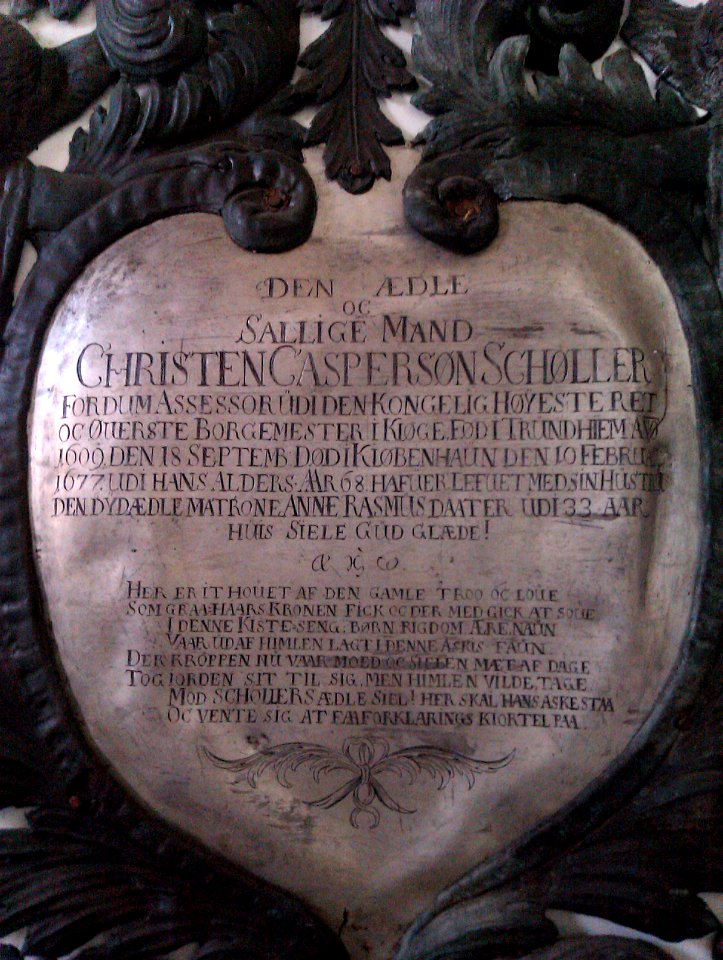 DEN ÆDLE
OC
SALLIGE MAND
CHRISTEN CASPERSØN SCHØLLER
FORDUM ASSESSOR UDI DEN KONGELIG HØYESTE RET
OC ØUERSTE BORGEMESTER I KIØGE. FØD I TRUNDHIEM A∘
1609. DEN 18 SEPTEMB. DØD I KIØBENHAUN DEN 10 FEBRU
1677. UDI HANS ALDERS. AAR 68 HAFUER LEFUET MED SIN HUSTRU
DEN DYDÆDLE MATRONE ANNE RASMUS DAATER UDI 33 AAR
HUIS SIELE GUD GLÆDE!
HER ER IT HOUET AF DEN GAMLE TROO OC LOUE
SOM GRAA HAARS KRONEN FICK OC DER MED GICK AT SOUE
I DENNE KISTE-SENG. BØRN RIGDOM ÆRE NAUN
VAAR UD AF HIMLEN LAGT I DENNE ASKIS FAUN
DER KROPPEN NU VAAR MOED OC SIELEN MÆT AF DAGE
TOG IORDEN SIT TIL SIG. MEN HIMLEN VILDE TAGE
MOD SCHØLLERS ÆDLE SIEL! HER SKAL HANS ASKE STAA
OC VENTE SIG AT FAA FORKLARINGS KIORTEL PAA